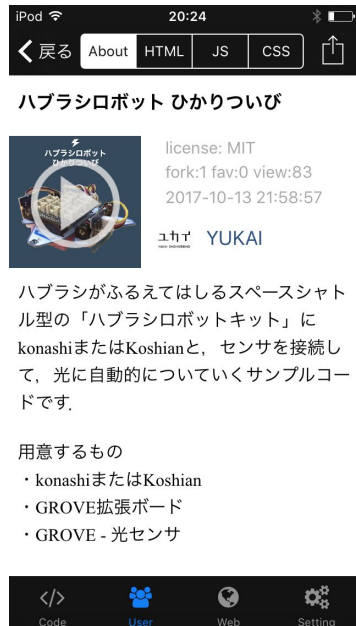 iPod 20:24
戻る About HTML JS CSS
ハブラシロボット ひかりついび
ハブラシロボット
ひかりついび
license: MIT
fork:1 fav:0 view:83
2017-10-13 21:58:57
ユカイ YUKAI
YUKAI ENGINEERING
ハブラシがふるえてはしるスペースシャト
ル型の「ハブラシロボットキット」に
konashiまたはKoshianと，センサを接続し
て，光に自動的についていくサンプルコー
ドです.
用意するもの
・konashiまたはKoshian
・GROVE拡張ボード
・GROVE - 光センサ
Code User Web Setting